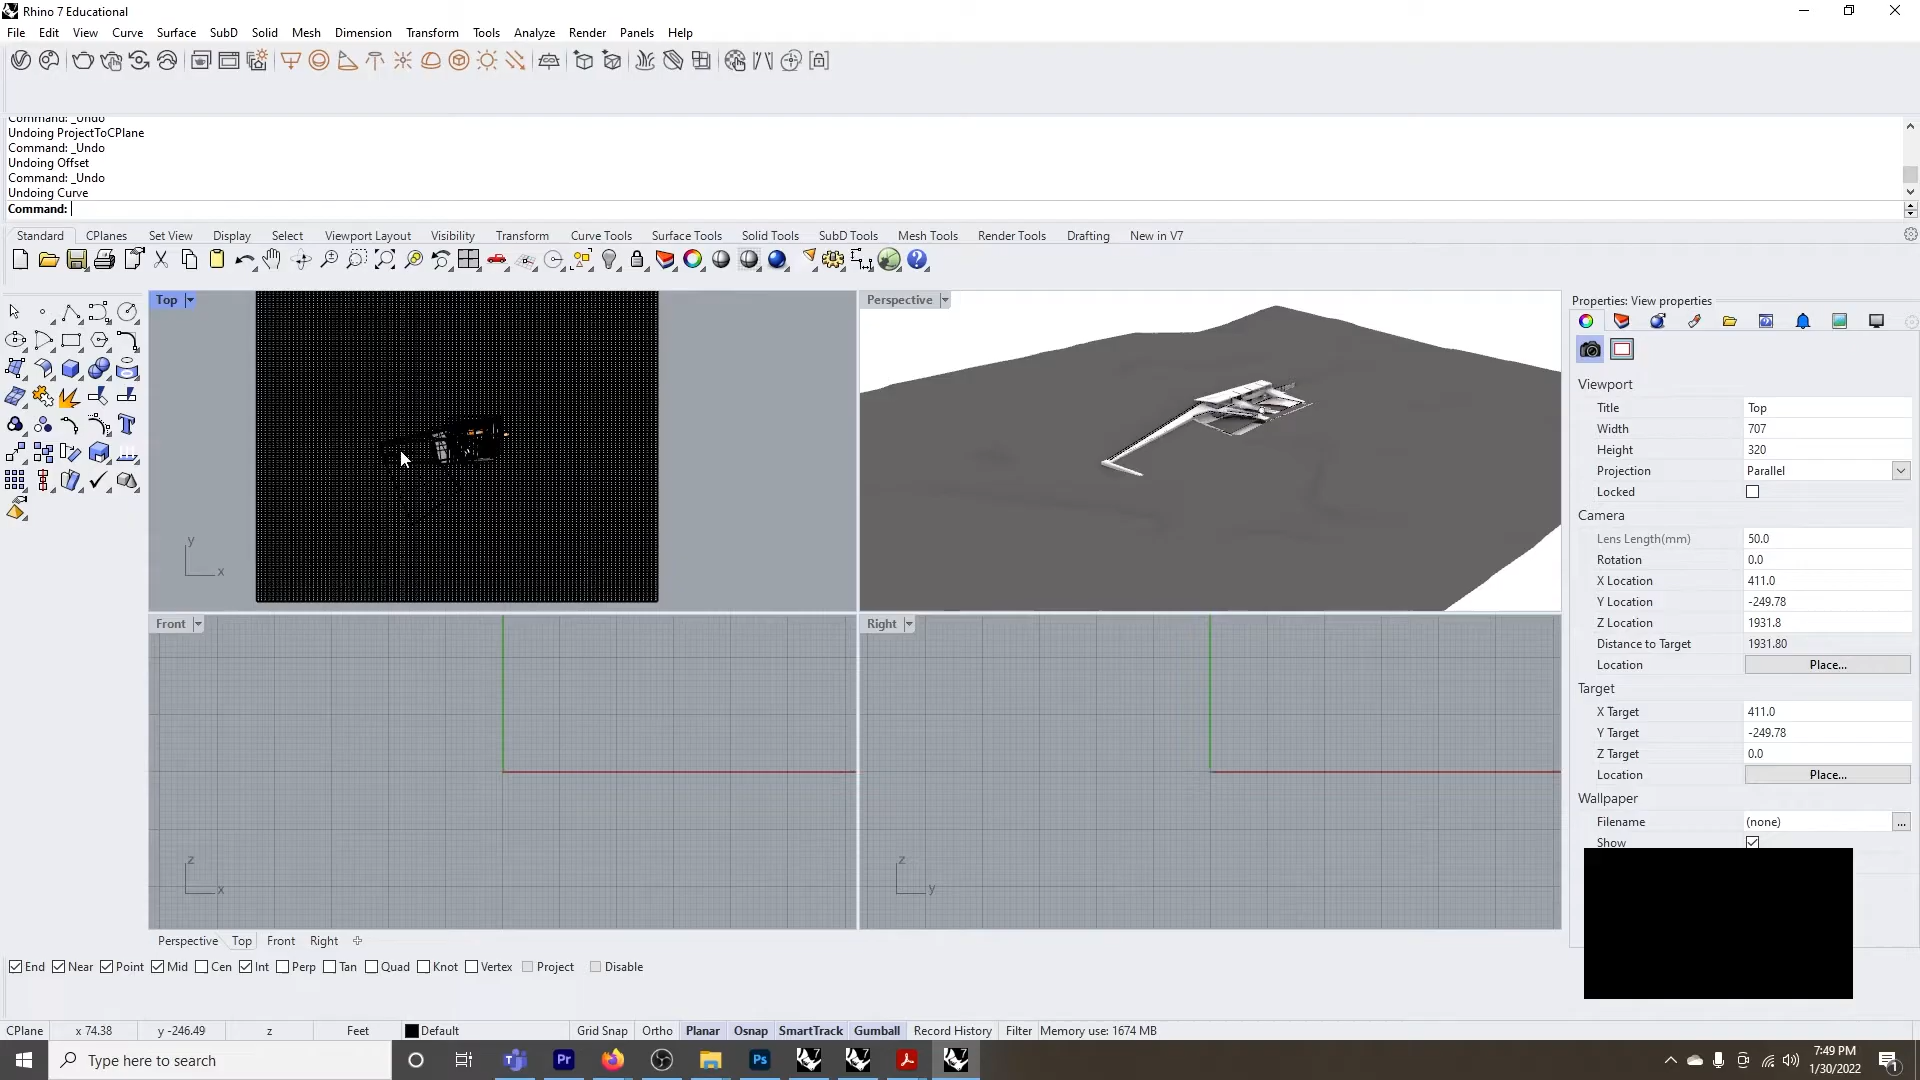 Rhino 7 Educational
File Edit View Curve Surface SubD Solid Mesh Dimension Transform Tools Analyze Render Panels Help
Command: _Undo
Undoing ProjectToCPlane
Command: _Undo
Undoing Offset
Command: _Undo
Undoing Curve
Command:
Standard CPlanes Set View Display Select Viewport Layout Visibility Transform Curve Tools Surface Tools Solid Tools SubD Tools Mesh Tools Render Tools Drafting New in V7
Top
Perspective
y
x
Front
Right
z
x
z
y
Properties: View properties
Viewport
Title Top
Width 707
Height 320
Projection Parallel
Locked
Camera
Lens Length(mm) 50.0
Rotation 0.0
X Location 411.0
Y Location -249.78
Z Location 1931.8
Distance to Target 1931.80
Location Place...
Target
X Target 411.0
Y Target -249.78
Z Target 0.0
Location Place...
Wallpaper
Filename (none) ...
Show
Perspective Top Front Right
End Near Point Mid Cen Int Perp Tan Quad Knot Vertex Project Disable
CPlane x 74.38 y -246.49 z Feet Default Grid Snap Ortho Planar Osnap SmartTrack Gumball Record History Filter Memory use: 1674 MB
Type here to search
Pr
Ps
7
7
7
7:49 PM
1/30/2022
1